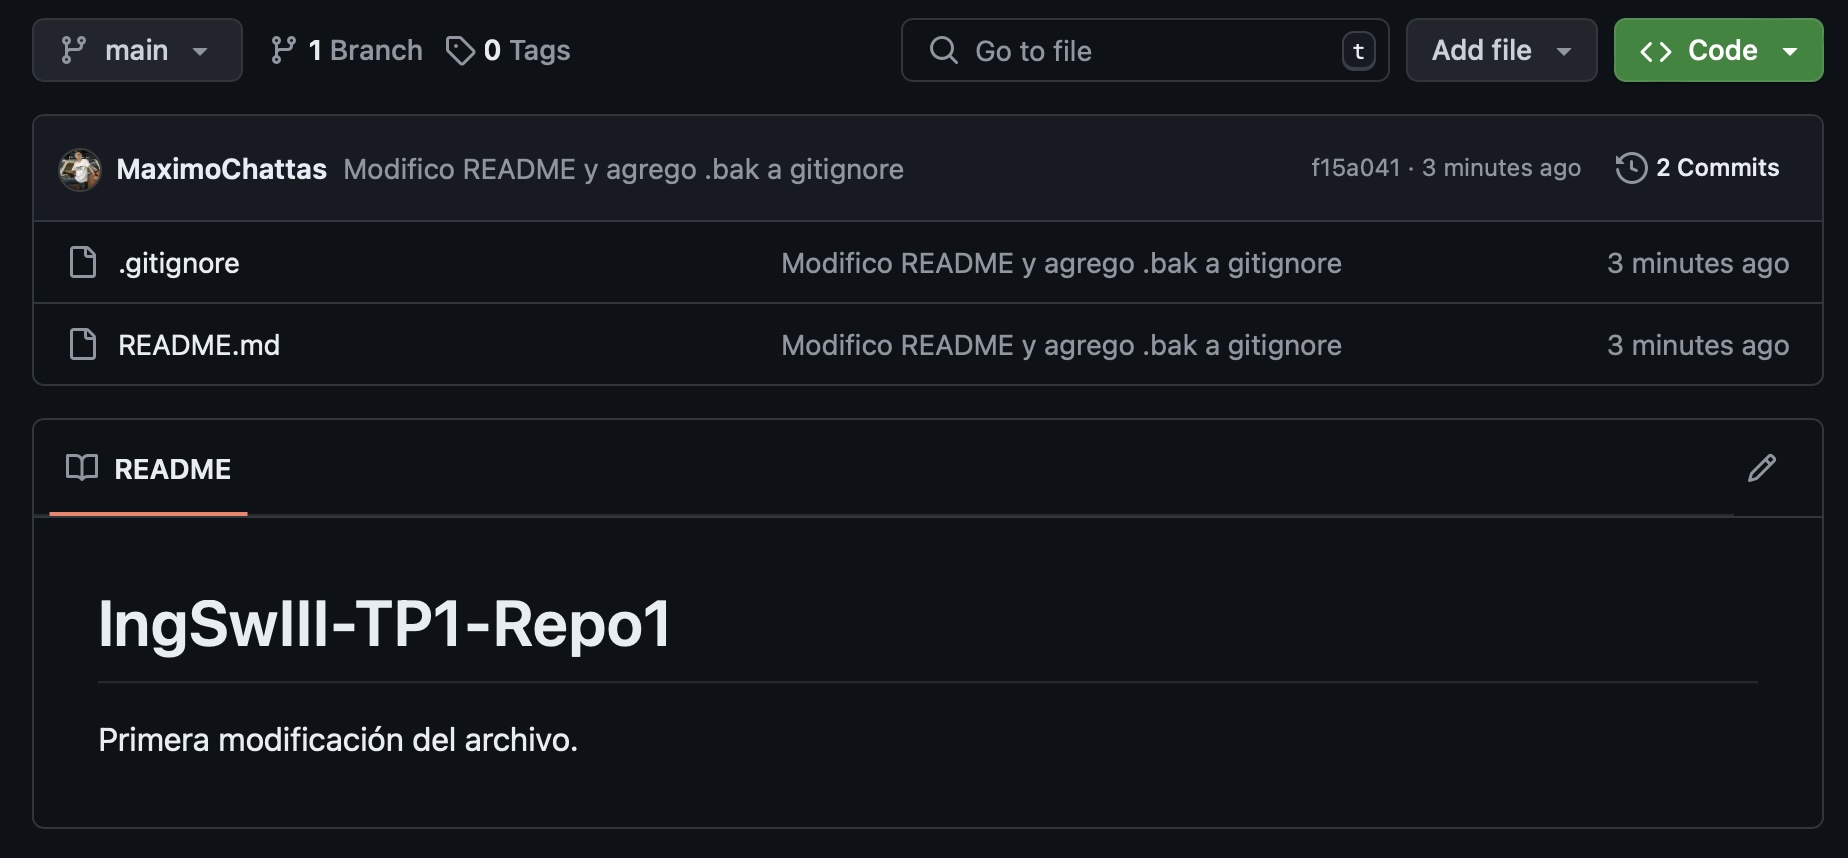 main 1 Branch 0 Tags Go to file t Add file <> Code
MaximoChattas Modifico README y agrego .bak a gitignore f15a041 · 3 minutes ago 2 Commits
.gitignore Modifico README y agrego .bak a gitignore 3 minutes ago
README.md Modifico README y agrego .bak a gitignore 3 minutes ago
README
IngSwIII-TP1-Repo1
Primera modificación del archivo.